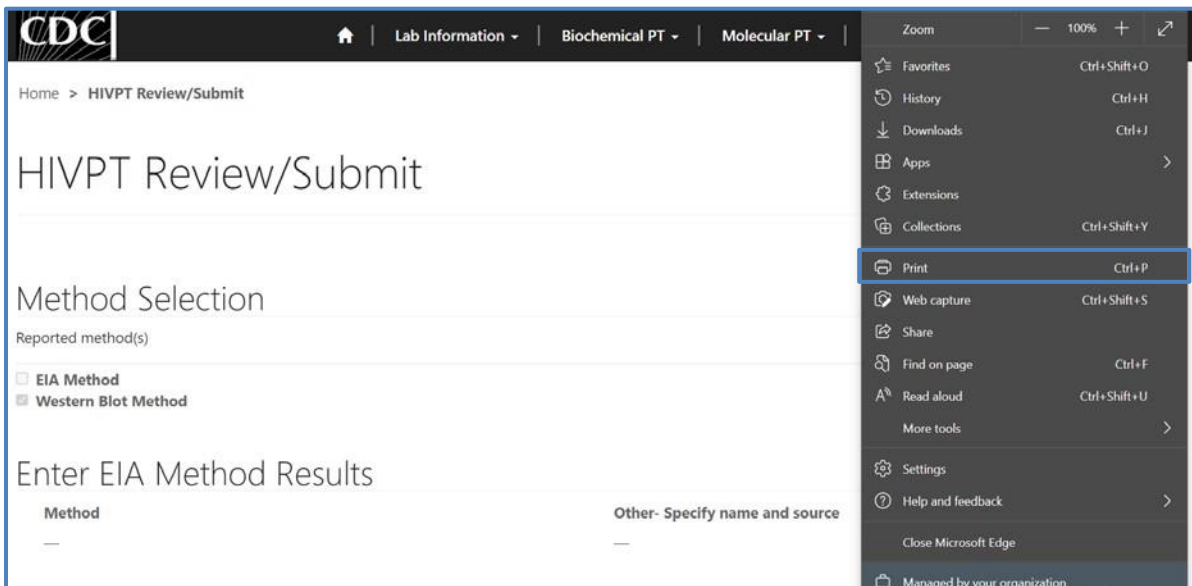 CDC
Lab Information
Biochemical PT
Molecular PT
Home > HIVPT Review/Submit
HIVPT Review/Submit
Method Selection
Reported method(s)
EIA Method
Western Blot Method
Enter EIA Method Results
Method
Other- Specify name and source
—
—
Zoom — 100% +
Favorites Ctrl+Shift+O
History Ctrl+H
Downloads Ctrl+J
Apps
Extensions
Collections Ctrl+Shift+Y
Print Ctrl+P
Web capture Ctrl+Shift+S
Share
Find on page Ctrl+F
Read aloud Ctrl+Shift+U
More tools
Settings
Help and feedback
Close Microsoft Edge
Managed by your organization